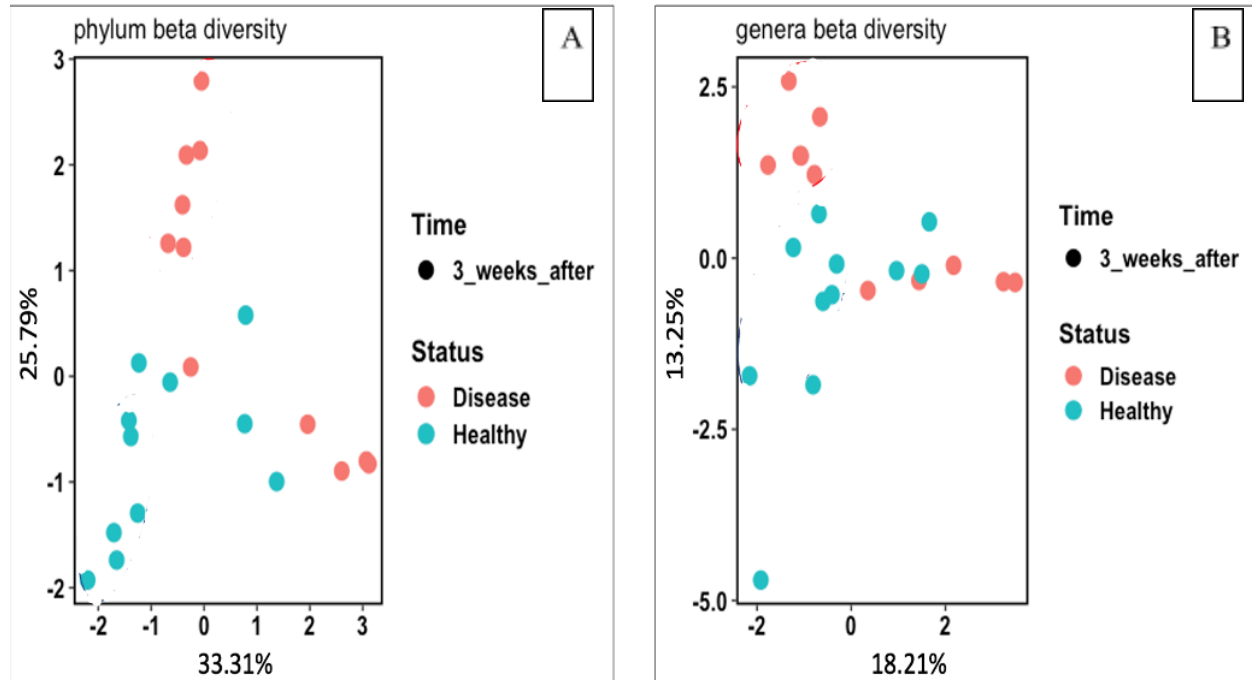 phylum beta diversity
A
3
2
1
0
-1
-2
25.79%
-2 -1 0 1 2 3
33.31%
Time
3_weeks_after
Status
Disease
Healthy
genera beta diversity
B
2.5
0.0
-2.5
-5.0
13.25%
-2 0 2
18.21%
Time
3_weeks_after
Status
Disease
Healthy